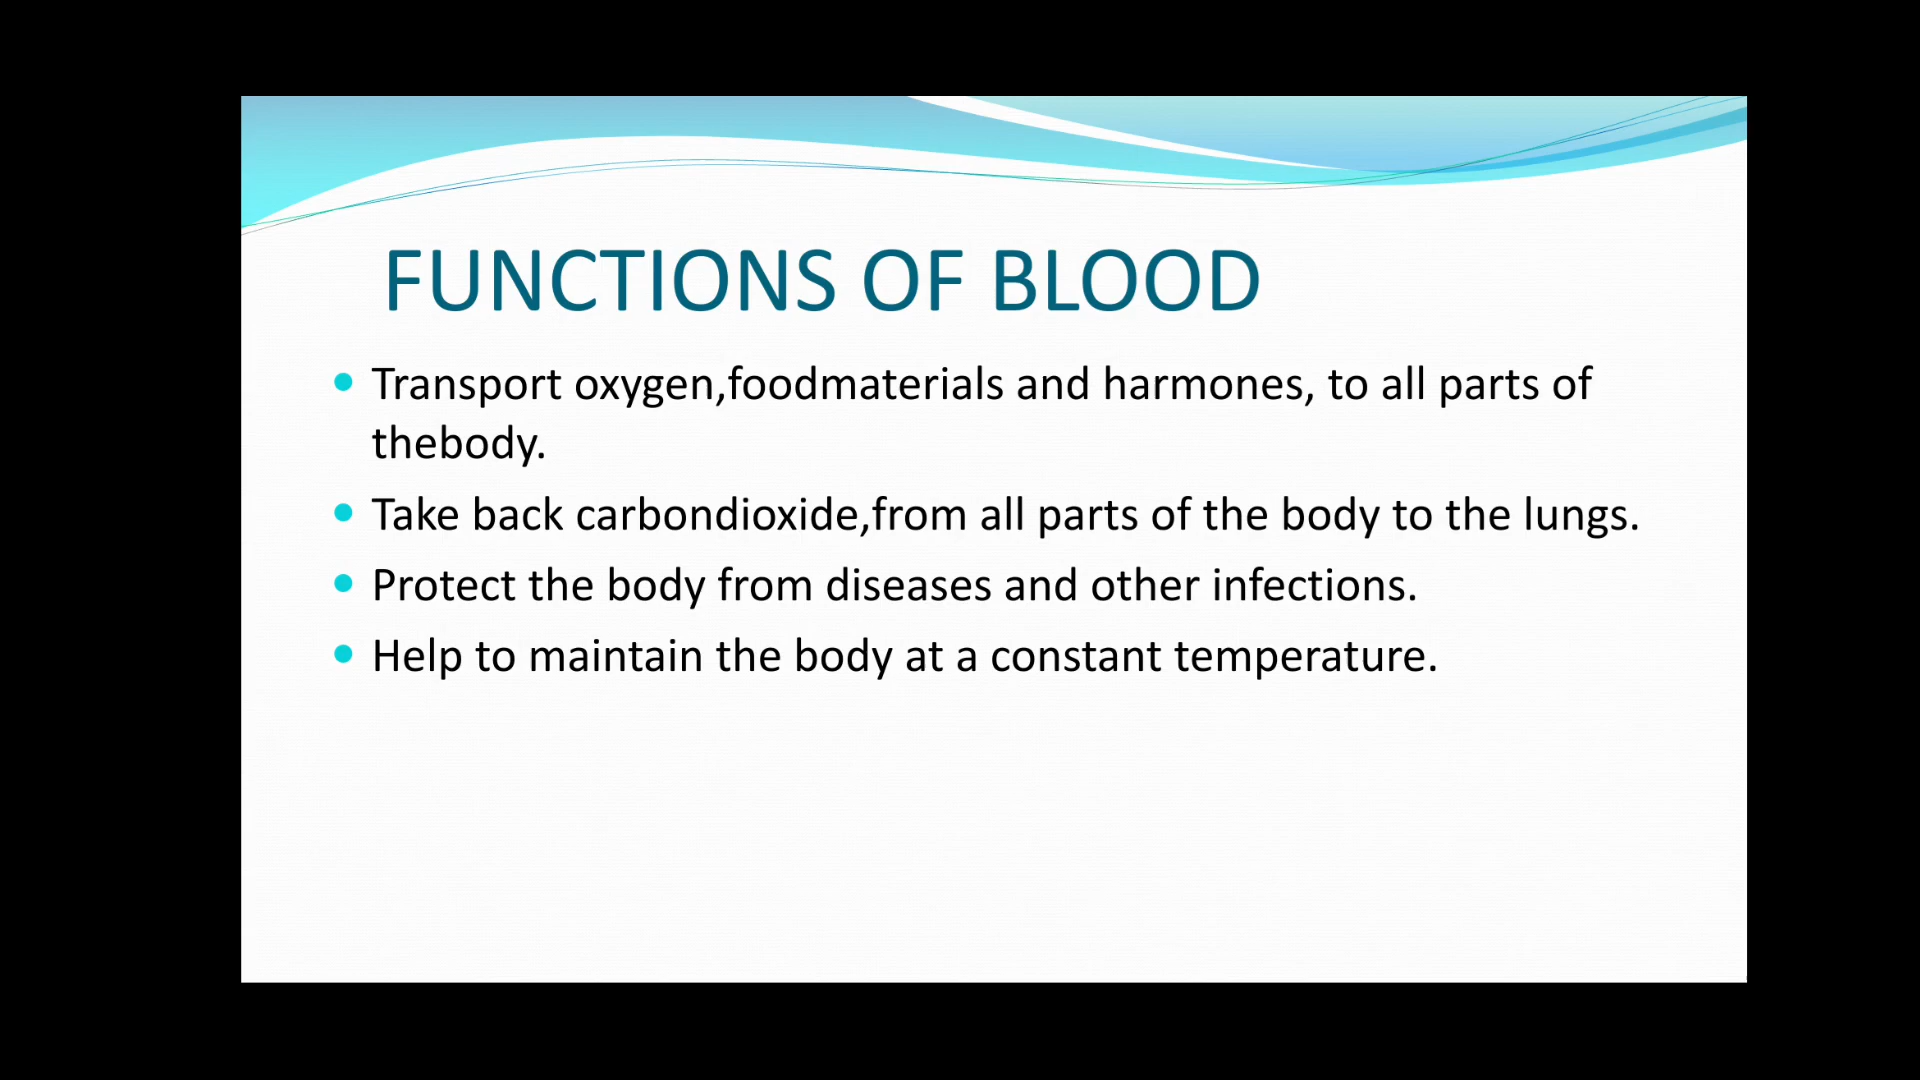 FUNCTIONS OF BLOOD
• Transport oxygen,foodmaterials and harmones, to all parts of
thebody.
• Take back carbondioxide,from all parts of the body to the lungs.
• Protect the body from diseases and other infections.
• Help to maintain the body at a constant temperature.